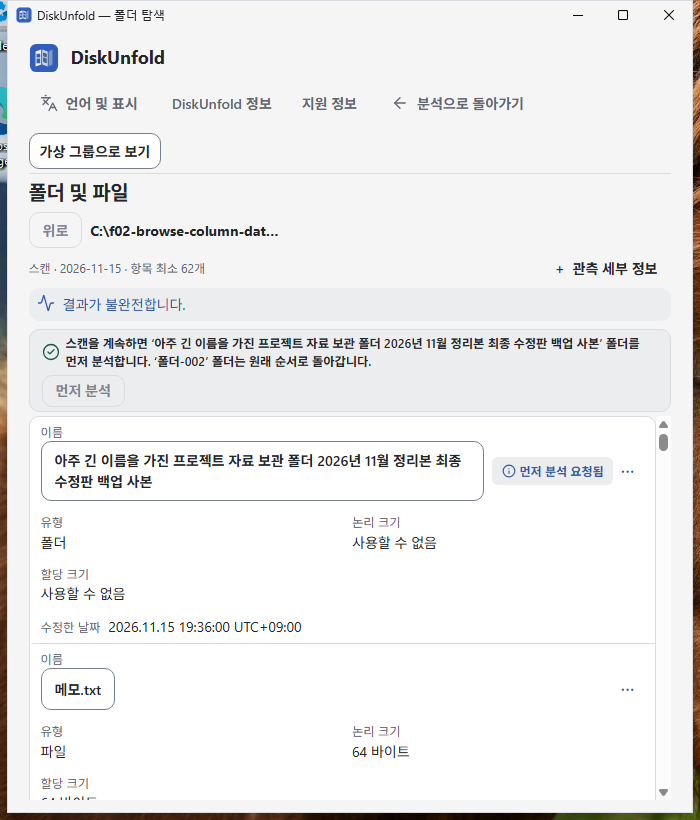 DiskUnfold — 폴더 탐색
DiskUnfold
언어 및 표시 DiskUnfold 정보 지원 정보 분석으로 돌아가기
가상 그룹으로 보기
폴더 및 파일
위로 C:\f02-browse-column-dat...
스캔 · 2026-11-15 · 항목 최소 62개 + 관측 세부 정보
결과가 불완전합니다.
스캔을 계속하면 ‘아주 긴 이름을 가진 프로젝트 자료 보관 폴더 2026년 11월 정리본 최종 수정판 백업 사본’ 폴더를
먼저 분석합니다. ‘폴더-002’ 폴더는 원래 순서로 돌아갑니다.
먼저 분석
이름
아주 긴 이름을 가진 프로젝트 자료 보관 폴더 2026년 11월 정리본 최종
수정판 백업 사본
먼저 분석 요청됨 ...
유형 논리 크기
폴더 사용할 수 없음
할당 크기
사용할 수 없음
수정한 날짜 2026.11.15 19:36:00 UTC+09:00
이름
메모.txt ...
유형 논리 크기
파일 64 바이트
할당 크기